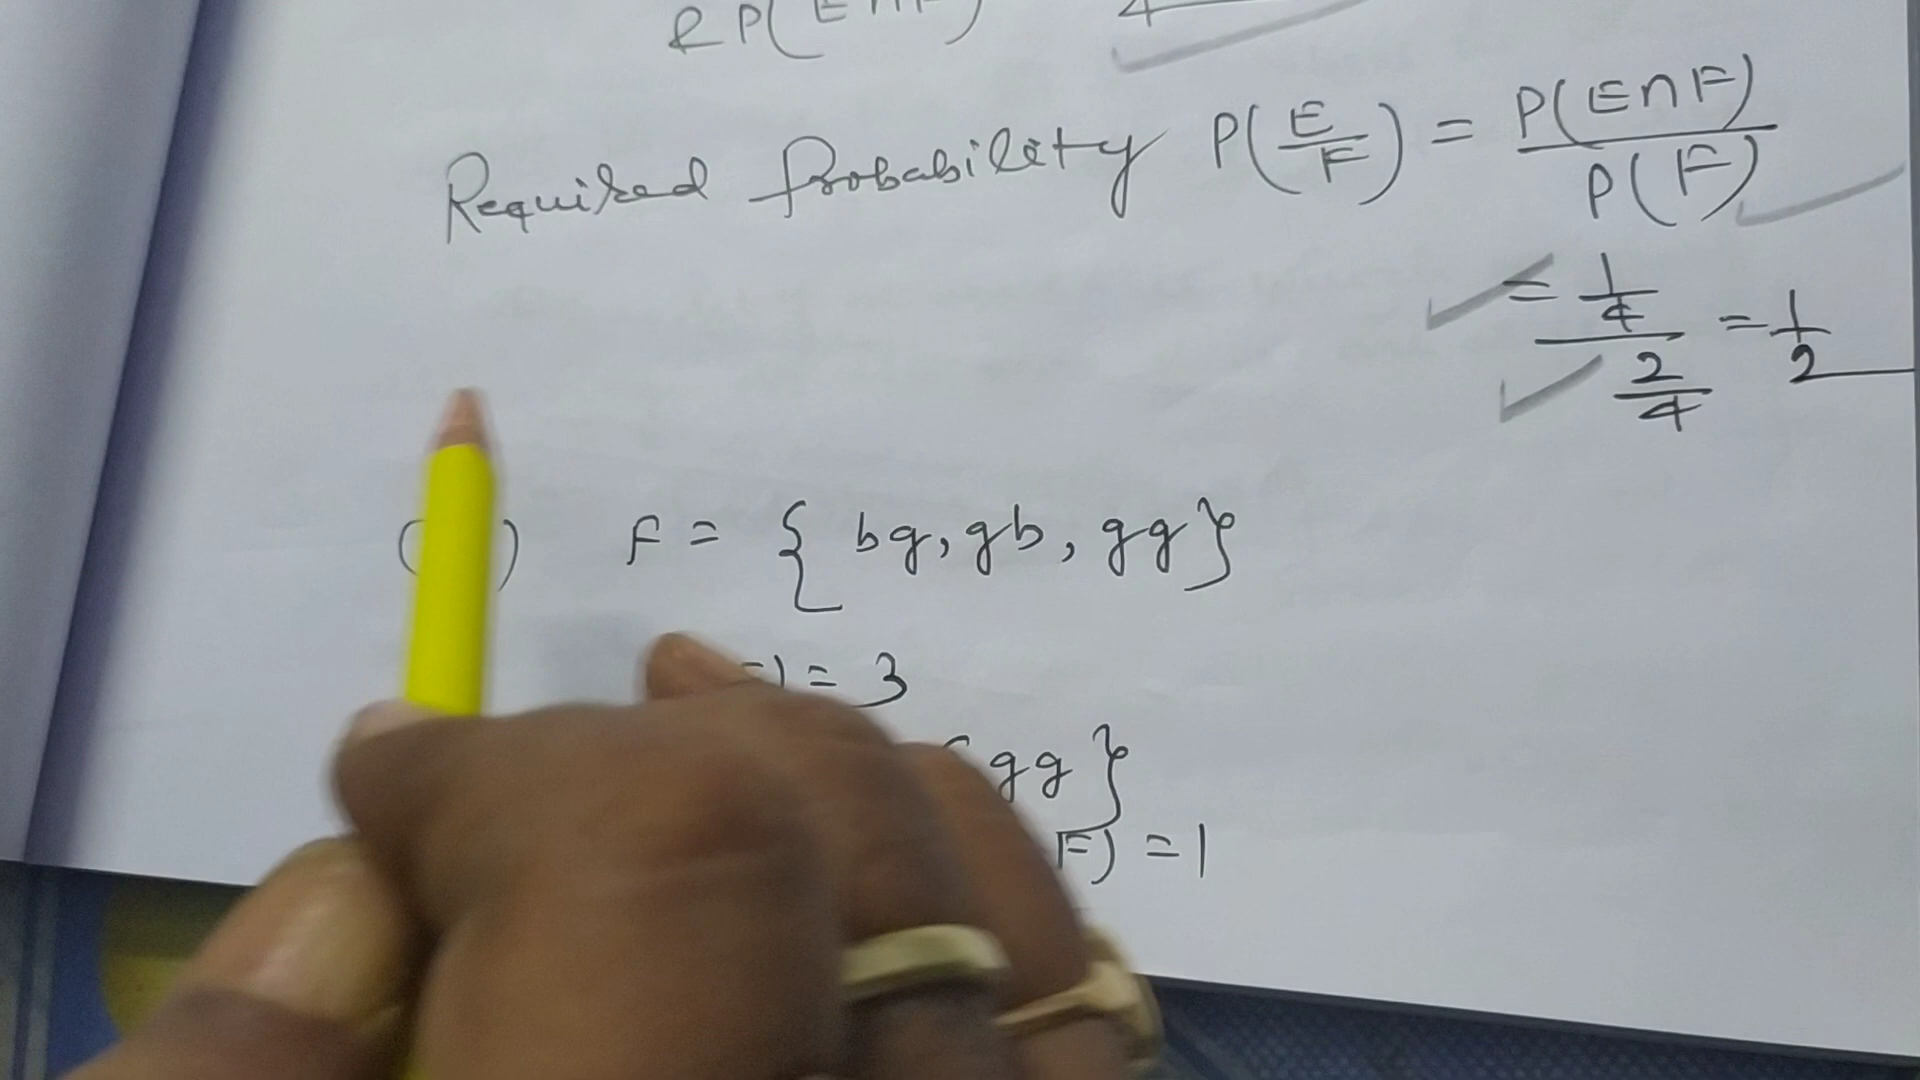 P(E∩F)
Required Probability P(E/F) = P(E∩F)/P(F)
= 1/4 / 2/4 = 1/2
( ) F = { bg, gb, gg}
) = 3
gg}
F) = 1